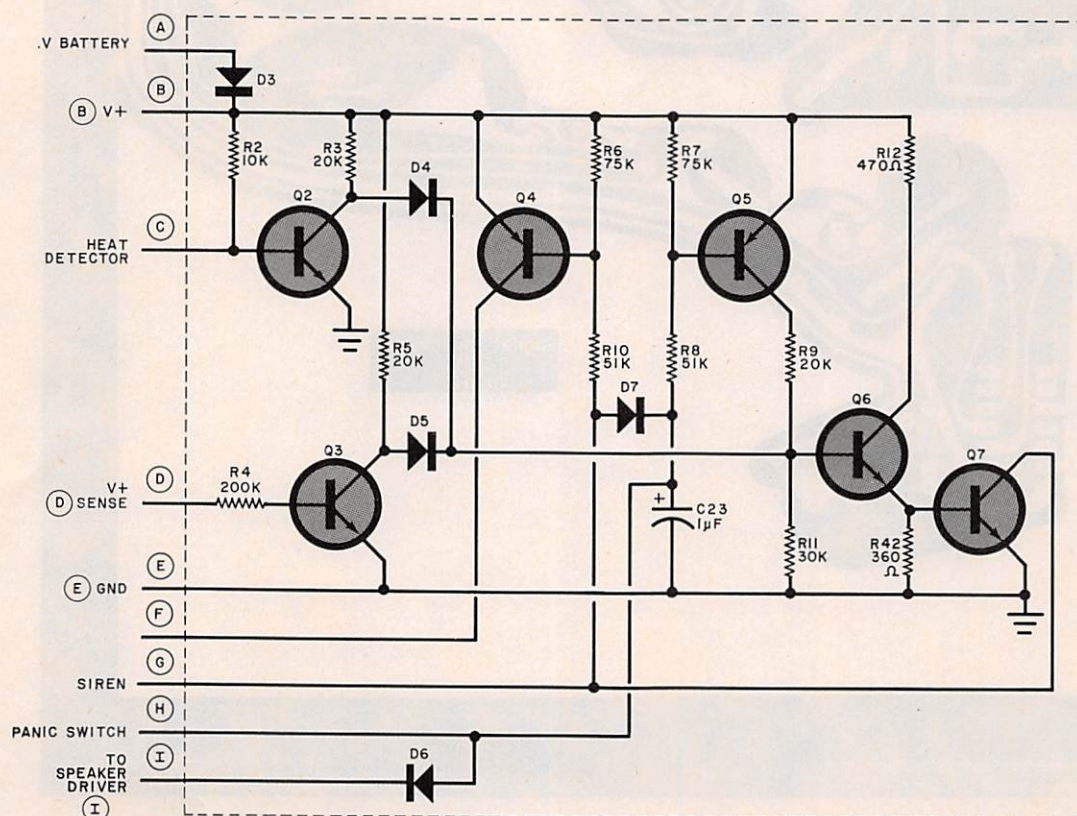 .V BATTERY
A
D3
B V+
B
R2
10K
R3
20K
D4
R6
75K
R7
75K
R12
470Ω
Q2
Q4
Q5
C
HEAT
DETECTOR
R5
20K
R10
51K
R8
51K
R9
20K
D7
D5
Q6
Q3
Q7
V+
D SENSE
D
R4
200K
+
C23
1µF
R11
30K
R42
360
Ω
E GND
E
F
G
SIREN
H
PANIC SWITCH
I
TO
SPEAKER
DRIVER
I
D6